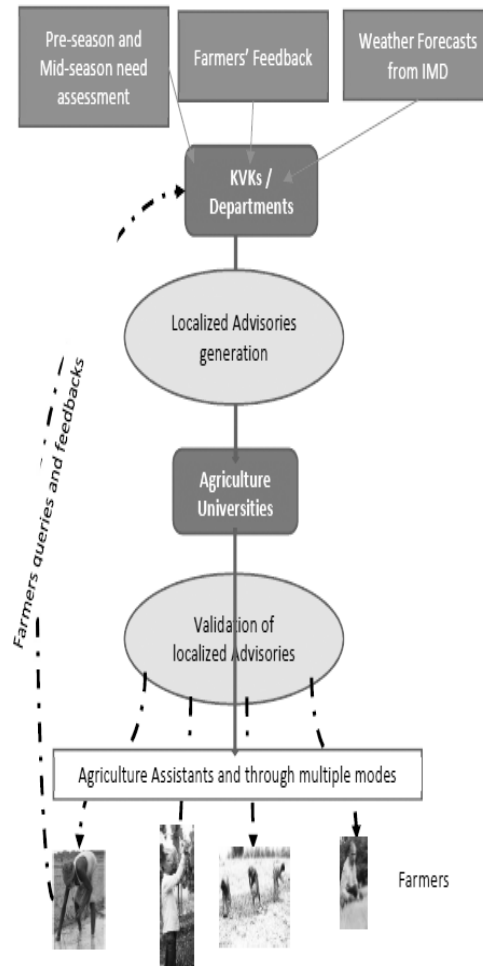 Pre-season and
Mid-season need
assessment
Farmers' Feedback
Weather Forecasts
from IMD
KVKs /
Departments
Localized Advisories
generation
Farmers queries and feedbacks
Agriculture
Universities
Validation of
localized Advisories
Agriculture Assistants and through multiple modes
Farmers